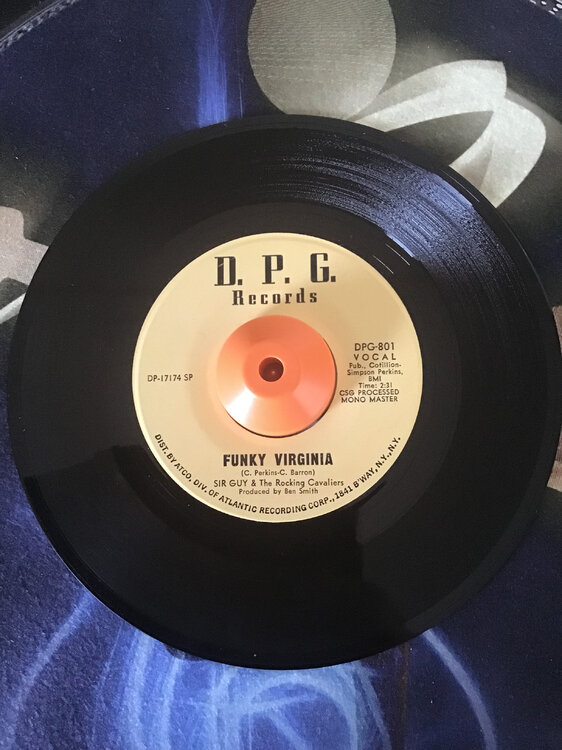 D. P. G.
Records
DPG-801
VOCAL
Pub., Cotillion-
Simpson Perkins,
BMI
Time: 2:31
CSG PROCESSED
MONO MASTER
DP-17174 SP
FUNKY VIRGINIA
(C. Perkins-C. Barron)
SIR GUY & The Rocking Cavaliers
Produced by Ben Smith
DIST. BY ATCO, DIV. OF ATLANTIC RECORDING CORP., 1841 B'WAY, N.Y., N.Y.